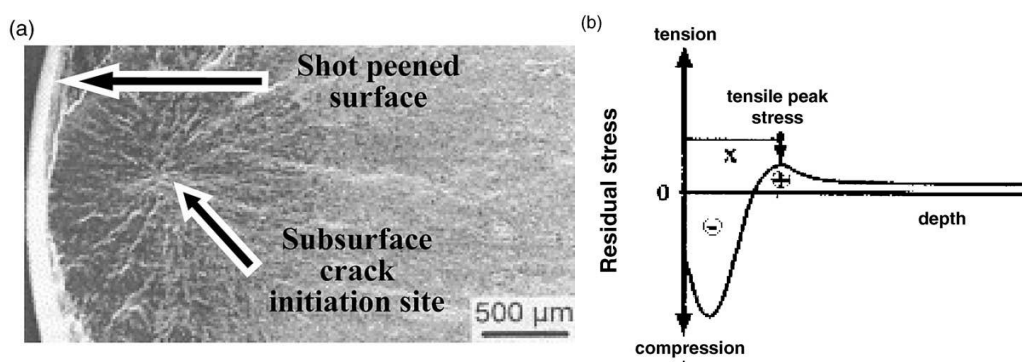 (a)
Shot peened
surface
Subsurface
crack
initiation site
500 µm
(b)
tension
tensile peak
stress
x
+
Residual stress
0
depth
-
compression